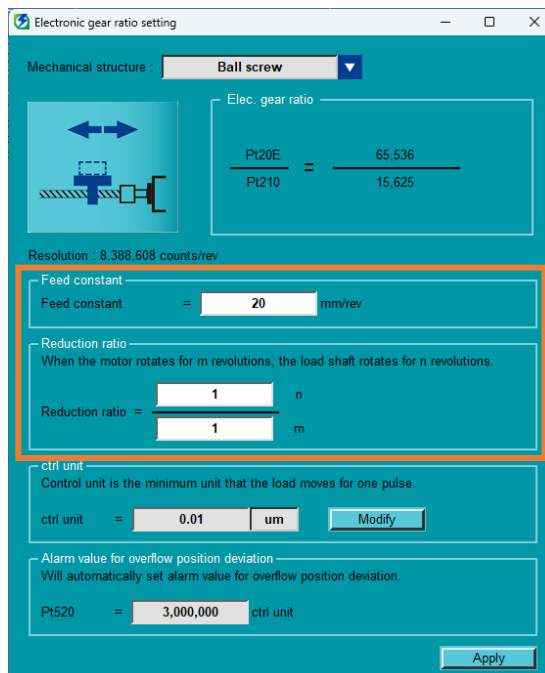 Electronic gear ratio setting
Mechanical structure : Ball screw
Elec. gear ratio
Pt20E = 65,536
Pt210 15,625
Resolution : 8,388,608 counts/rev
Feed constant
Feed constant = 20 mm/rev
Reduction ratio
When the motor rotates for m revolutions, the load shaft rotates for n revolutions.
1 n
Reduction ratio =
1 m
ctrl unit
Control unit is the minimum unit that the load moves for one pulse.
ctrl unit = 0.01 um Modify
Alarm value for overflow position deviation
Will automatically set alarm value for overflow position deviation.
Pt520 = 3,000,000 ctrl unit
Apply